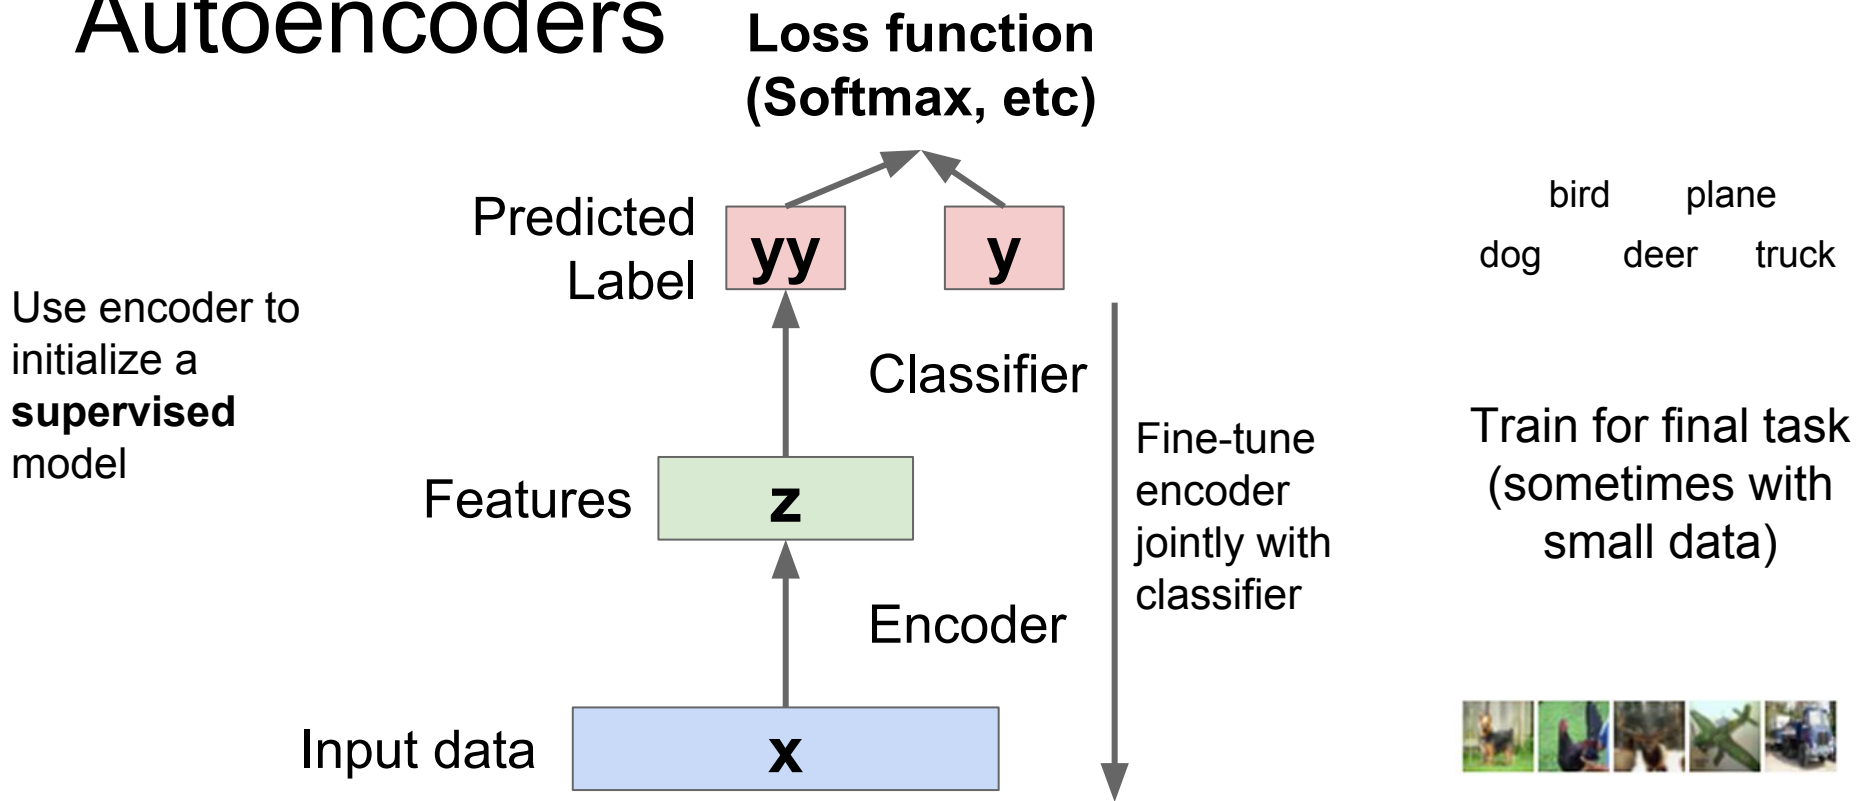 Autoencoders
Loss function
(Softmax, etc)
Predicted
Label
yy
y
bird plane
dog deer truck
Use encoder to
initialize a
supervised
model
Classifier
Features
z
Fine-tune
encoder
jointly with
classifier
Train for final task
(sometimes with
small data)
Encoder
Input data
x